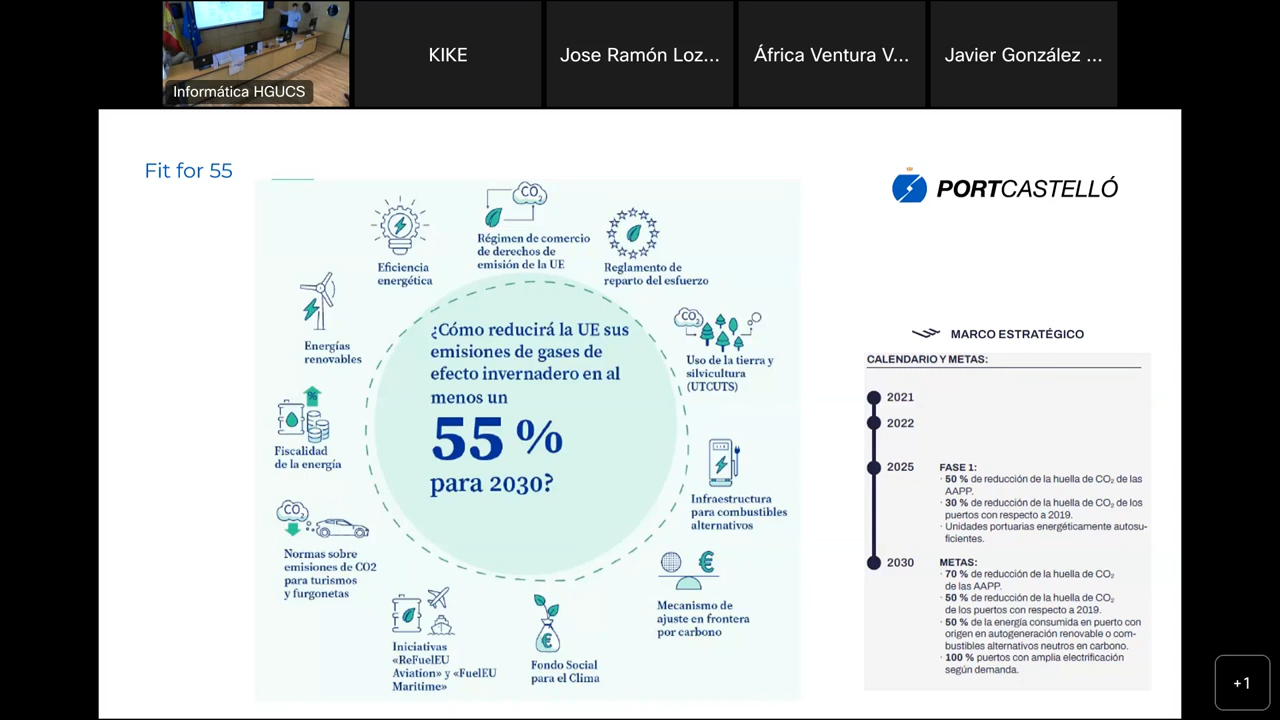 Informática HGUCS
KIKE
Jose Ramón Loz...
África Ventura V...
Javier González ...
Fit for 55
PORTCASTELLÓ
Eficiencia
energética
Régimen de comercio
de derechos de
emisión de la UE
CO2
Reglamento de
reparto del esfuerzo
Energías
renovables
CO2
Uso de la tierra y
silvicultura
(UTCUTS)
¿Cómo reducirá la UE sus
emisiones de gases de
efecto invernadero en al
menos un
55 %
para 2030?
%
Fiscalidad
de la energía
Infraestructura
para combustibles
alternativos
CO2
Normas sobre
emisiones de CO2
para turismos
y furgonetas
€
Mecanismo de
ajuste en frontera
por carbono
Iniciativas
«ReFuelEU
Aviation» y «FuelEU
Maritime»
€
Fondo Social
para el Clima
MARCO ESTRATÉGICO
CALENDARIO Y METAS:
2021
2022
2025
FASE 1:
· 50 % de reducción de la huella de CO₂ de las
AAPP.
· 30 % de reducción de la huella de CO₂ de los
puertos con respecto a 2019.
· Unidades portuarias energéticamente autosu-
ficientes.
2030
METAS:
· 70 % de reducción de la huella de CO₂
de las AAPP.
· 50 % de reducción de la huella de CO₂
de los puertos con respecto a 2019.
· 50 % de la energía consumida en puerto con
origen en autogeneración renovable o com-
bustibles alternativos neutros en carbono.
· 100 % puertos con amplia electrificación
según demanda.
+1